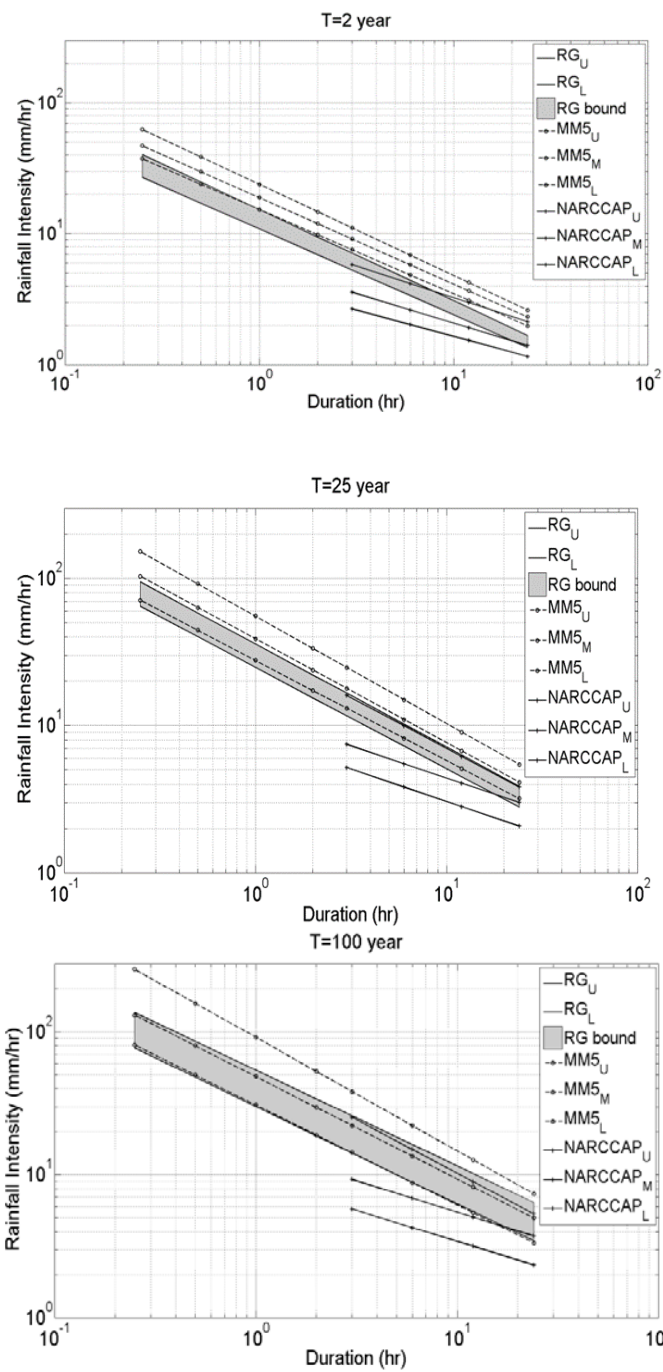 T=2 year
Rainfall Intensity (mm/hr)
10^2
10^1
10^0
10^-1
10^0
10^1
10^2
Duration (hr)
RG_U
RG_L
RG bound
MM5_U
MM5_M
MM5_L
NARCCAP_U
NARCCAP_M
NARCCAP_L
T=25 year
Rainfall Intensity (mm/hr)
10^2
10^1
10^0
10^-1
10^0
10^1
10^2
Duration (hr)
RG_U
RG_L
RG bound
MM5_U
MM5_M
MM5_L
NARCCAP_U
NARCCAP_M
NARCCAP_L
T=100 year
Rainfall Intensity (mm/hr)
10^2
10^1
10^0
10^-1
10^0
10^1
Duration (hr)
RG_U
RG_L
RG bound
MM5_U
MM5_M
MM5_L
NARCCAP_U
NARCCAP_M
NARCCAP_L